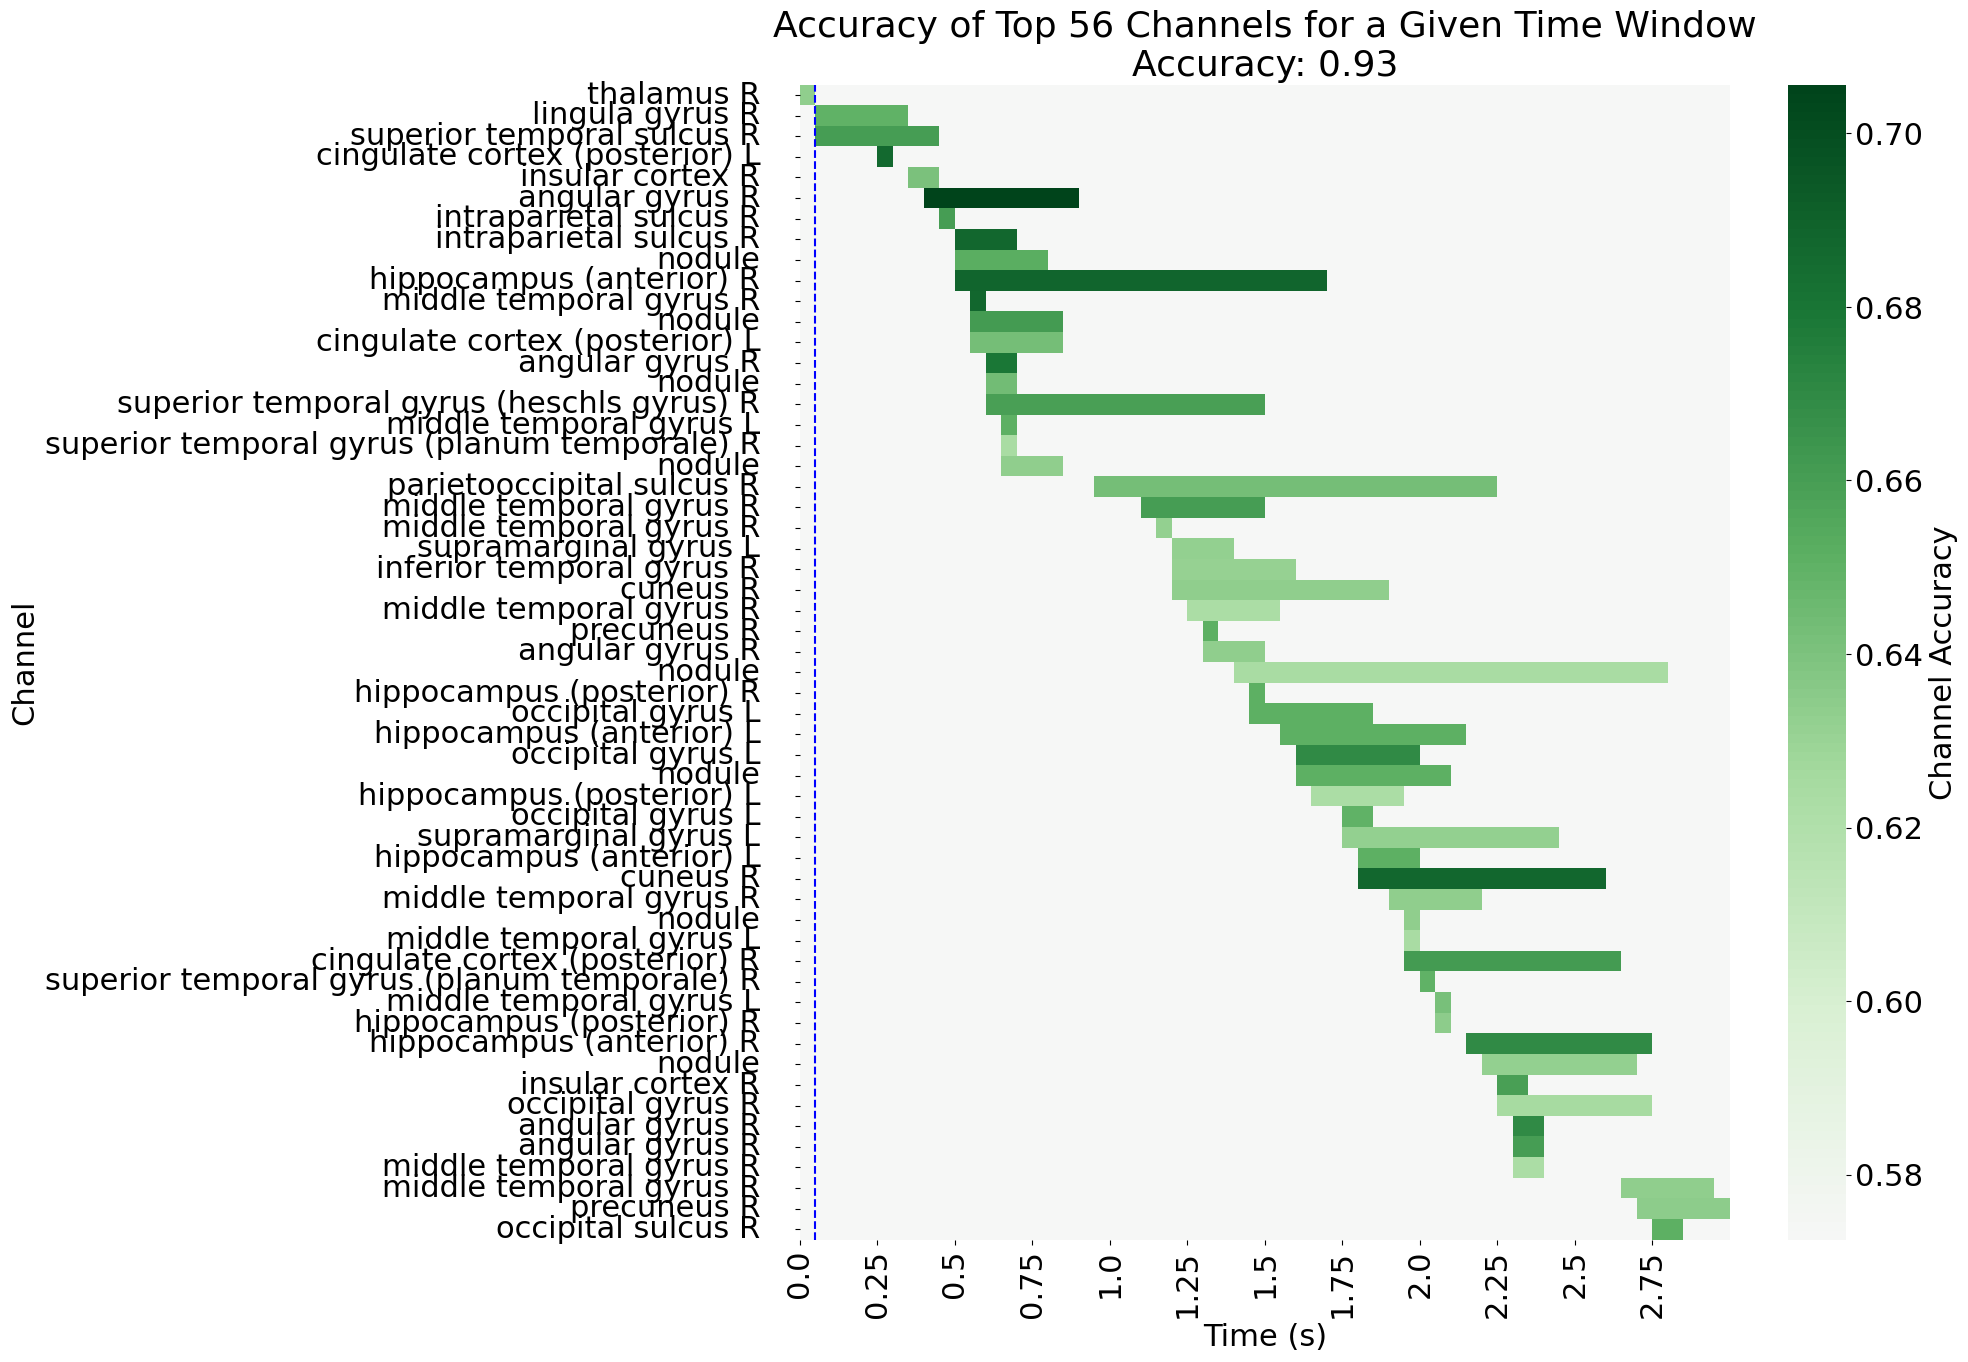 Accuracy of Top 56 Channels for a Given Time Window
Accuracy: 0.93
Channel
thalamus R
lingula gyrus R
superior temporal sulcus R
cingulate cortex (posterior) L
insular cortex R
angular gyrus R
intraparietal sulcus R
intraparietal sulcus R
nodule
hippocampus (anterior) R
middle temporal gyrus R
nodule
cingulate cortex (posterior) L
angular gyrus R
nodule
superior temporal gyrus (heschls gyrus) R
middle temporal gyrus L
superior temporal gyrus (planum temporale) R
nodule
parietooccipital sulcus R
middle temporal gyrus R
middle temporal gyrus R
supramarginal gyrus L
inferior temporal gyrus R
cuneus R
middle temporal gyrus R
precuneus R
angular gyrus R
nodule
hippocampus (posterior) R
occipital gyrus L
hippocampus (anterior) L
occipital gyrus L
nodule
hippocampus (posterior) L
occipital gyrus L
supramarginal gyrus L
hippocampus (anterior) L
cuneus R
middle temporal gyrus R
nodule
middle temporal gyrus L
cingulate cortex (posterior) R
superior temporal gyrus (planum temporale) R
middle temporal gyrus L
hippocampus (posterior) R
hippocampus (anterior) R
nodule
insular cortex R
occipital gyrus R
angular gyrus R
angular gyrus R
middle temporal gyrus R
middle temporal gyrus R
precuneus R
occipital sulcus R
0.0 0.25 0.5 0.75 1.0 1.25 1.5 1.75 2.0 2.25 2.5 2.75
Time (s)
0.70
0.68
0.66
0.64
0.62
0.60
0.58
Channel Accuracy